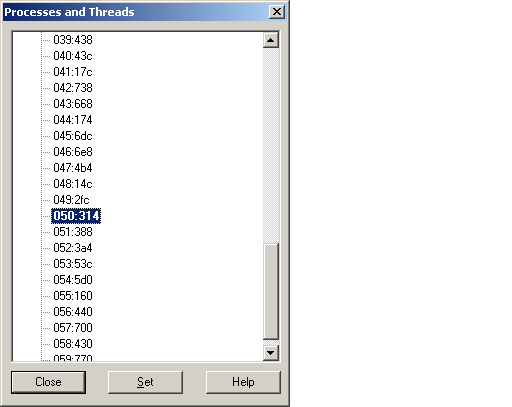 Processes and Threads
039:438
040:43c
041:17c
042:738
043:668
044:174
045:6dc
046:6e8
047:4b4
048:14c
049:2fc
050:314
051:388
052:3a4
053:53c
054:5d0
055:160
056:440
057:700
058:430
059:770
Close
Set
Help